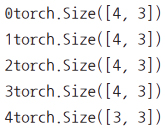 0torch.Size([4, 3])
1torch.Size([4, 3])
2torch.Size([4, 3])
3torch.Size([4, 3])
4torch.Size([3, 3])